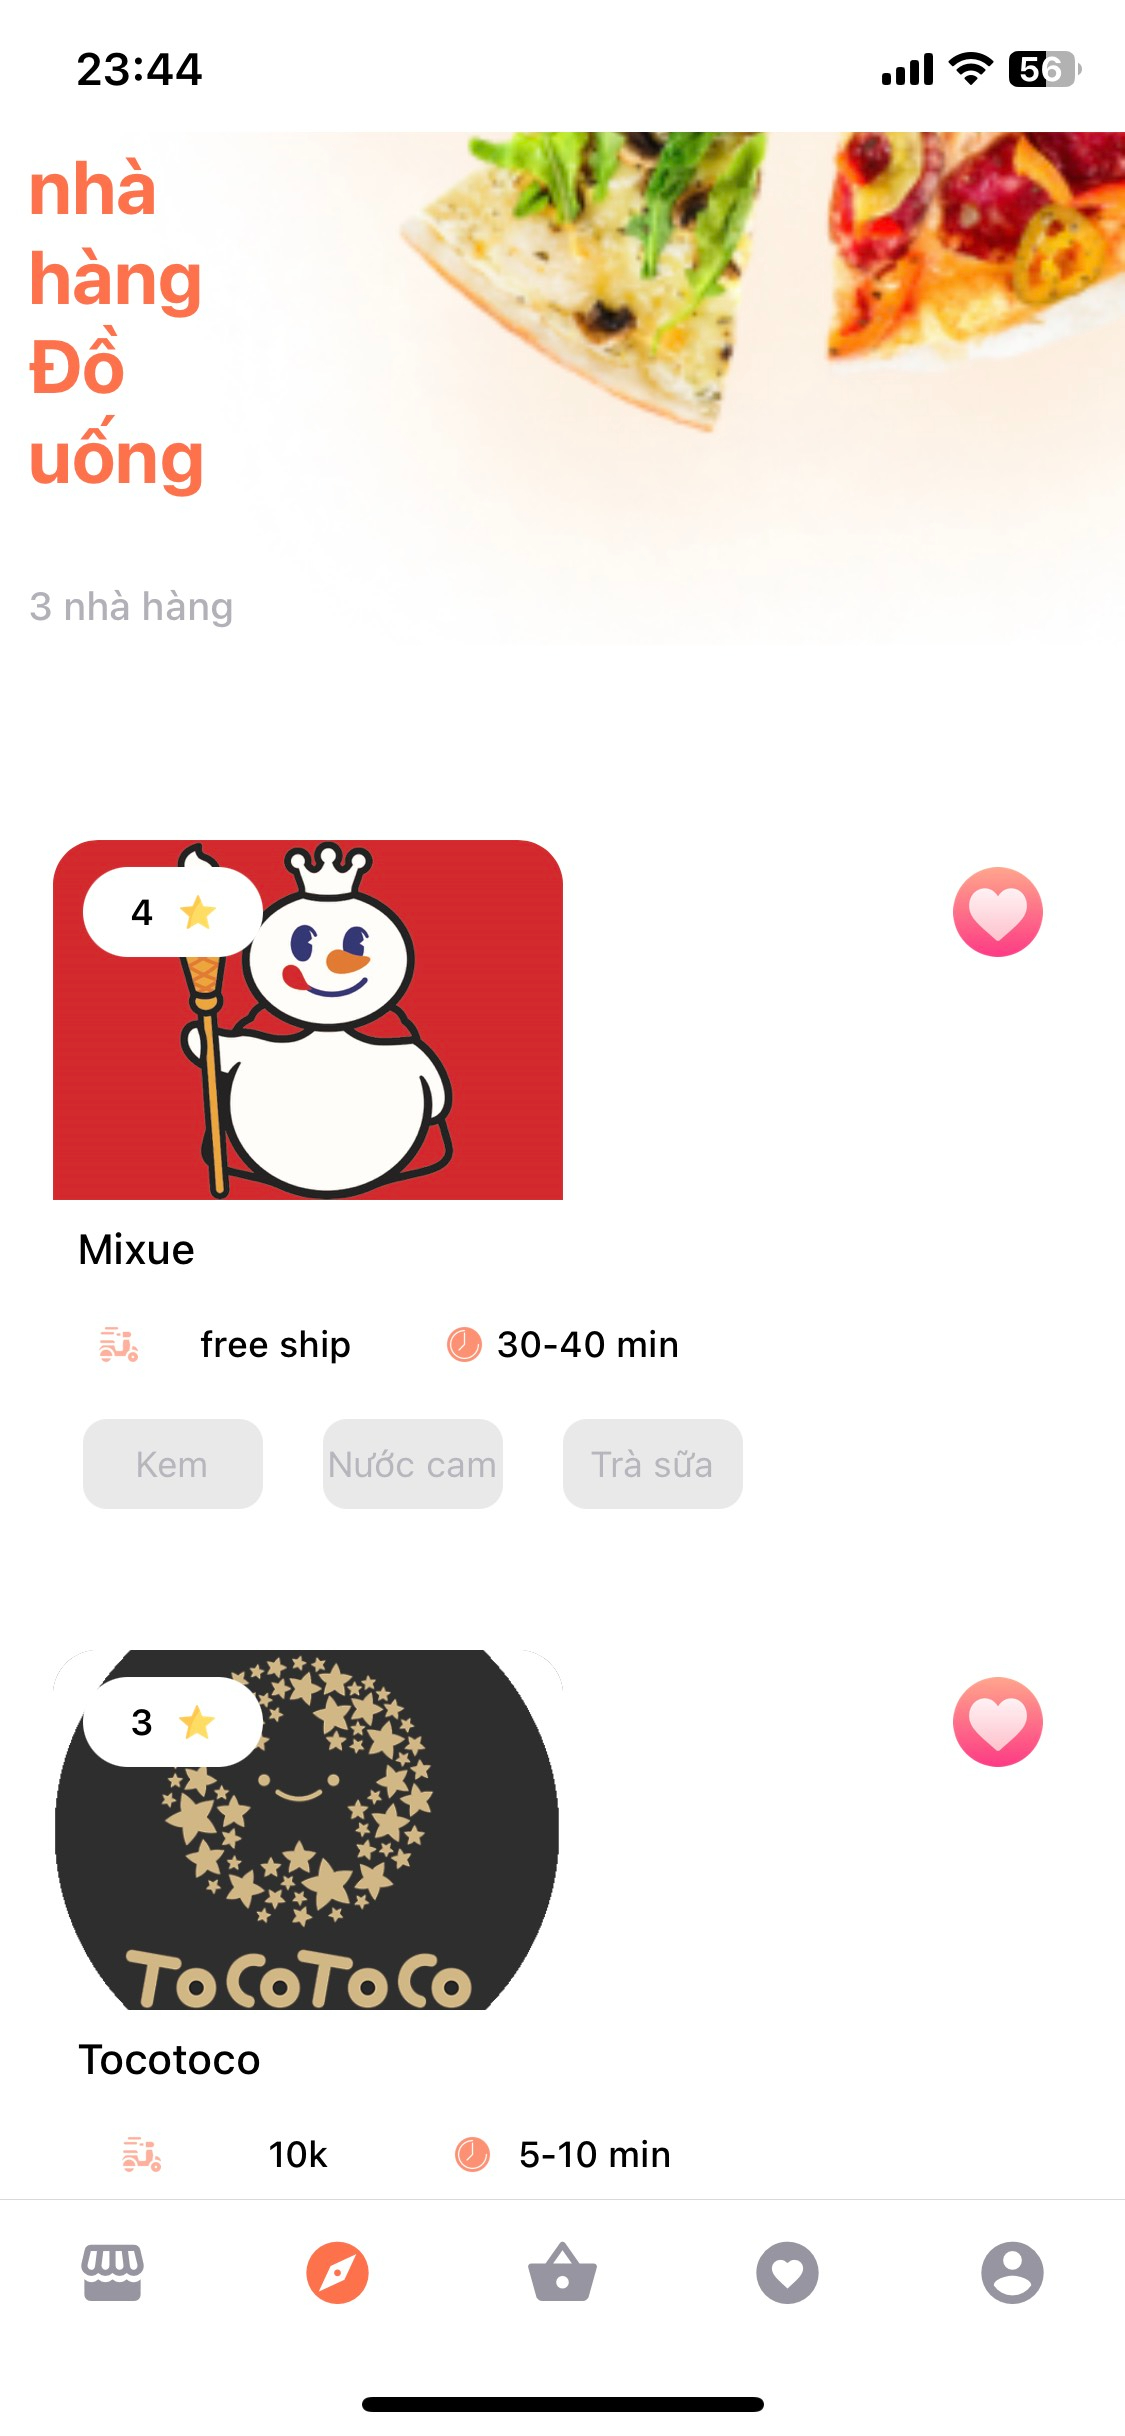 23:44
56
nhà
hàng
Đồ
uống
3 nhà hàng
4
Mixue
free ship
30-40 min
Kem
Nước cam
Trà sữa
3
TOCOTOCO
Tocotoco
10k
5-10 min